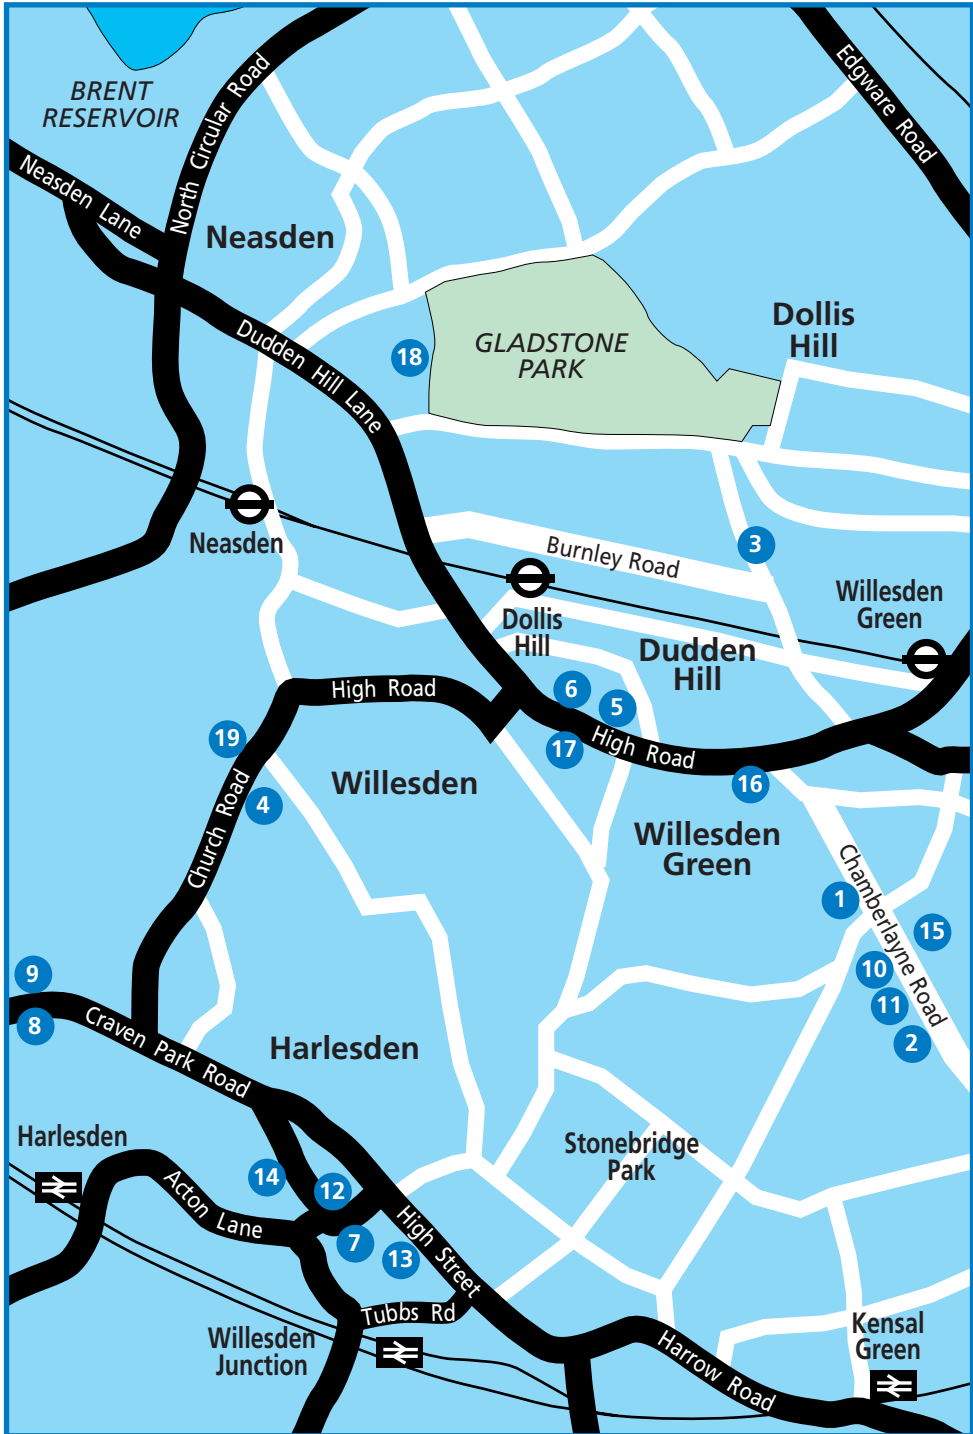 BRENT
RESERVOIR
North Circular Road
Edgware Road
Neasden Lane
Neasden
Dollis
Hill
GLADSTONE
PARK
Dudden Hill Lane
18
Neasden
3
Burnley Road
Willesden
Green
Dollis
Hill
Dudden
Hill
6
5
High Road
19
17
High Road
16
Willesden
4
Church Road
Willesden
Green
Chamberlayne Road
1
15
10
11
2
9
8
Craven Park Road
Harlesden
Harlesden
Stonebridge
Park
14
12
Acton Lane
7
13
High Street
Tubbs Rd
Willesden
Junction
Harrow Road
Kensal
Green